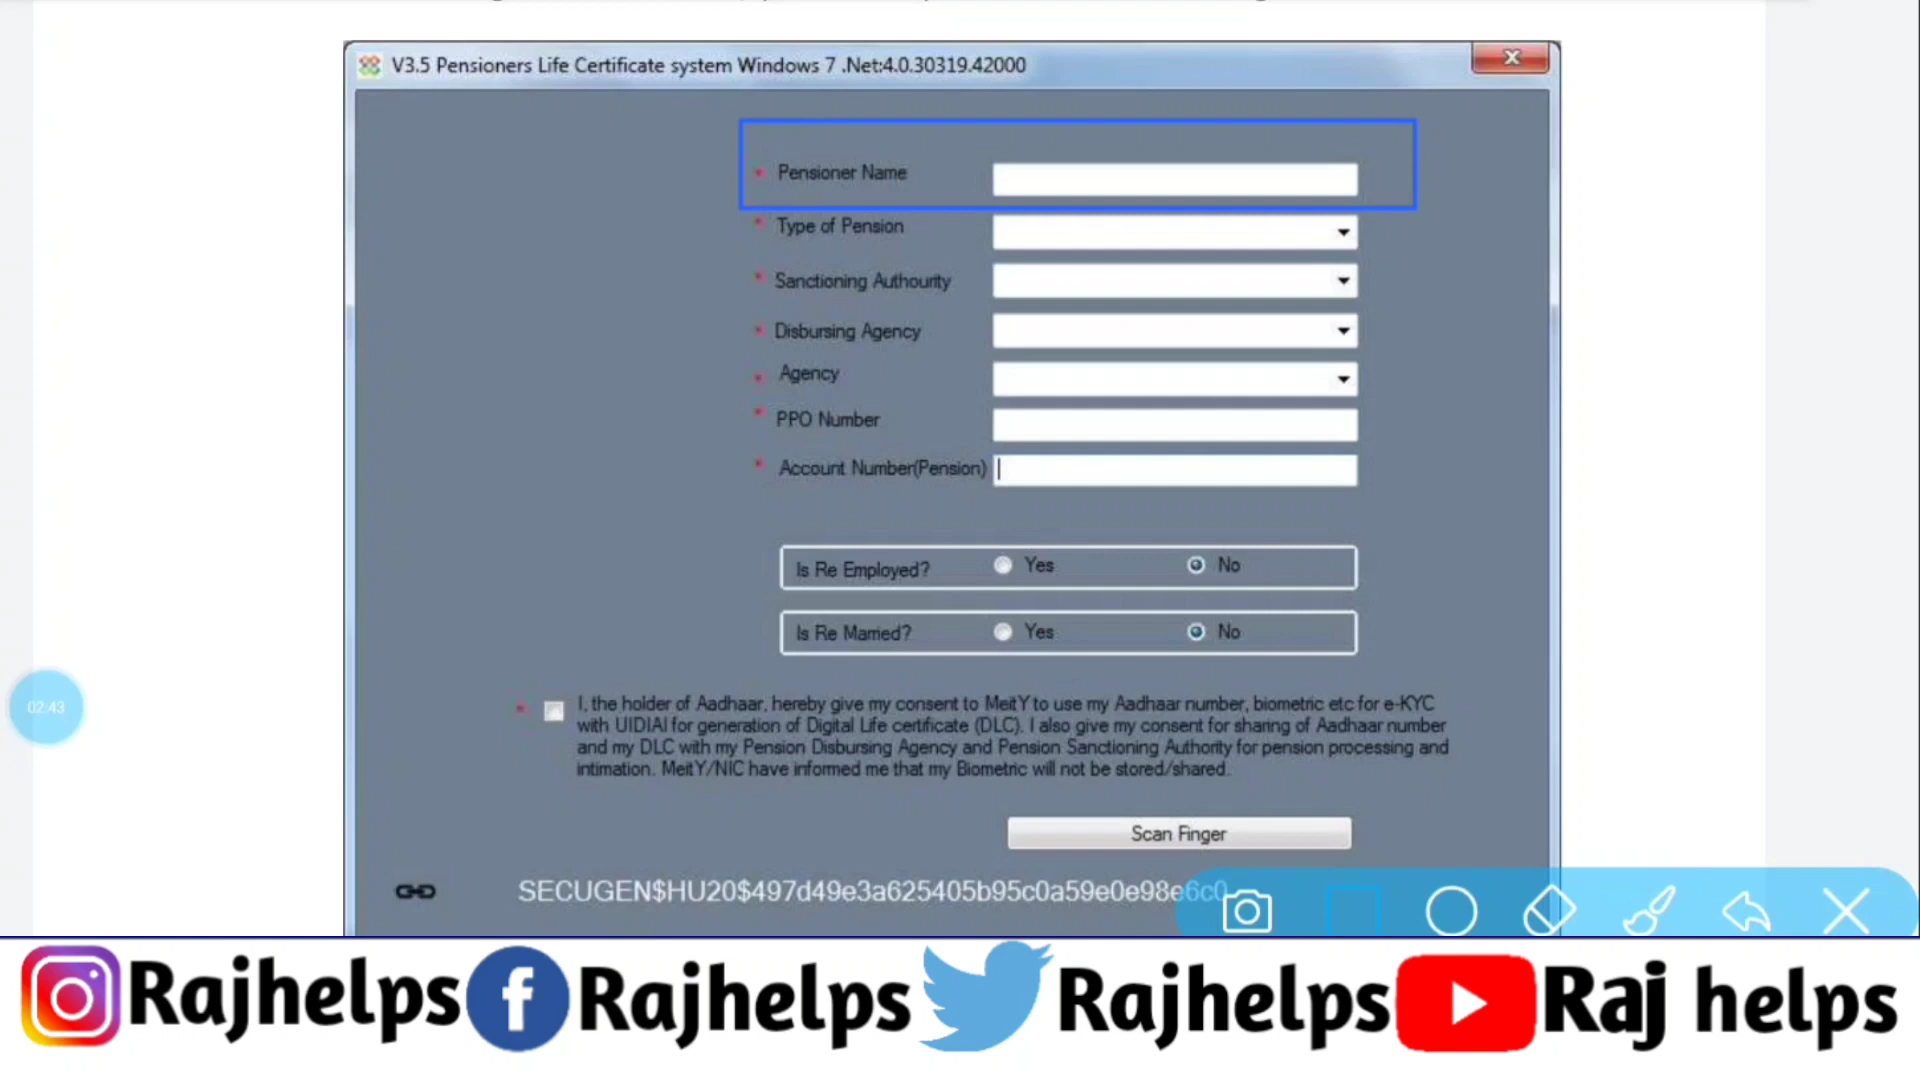 V3.5 Pensioners Life Certificate system Windows 7 .Net:4.0.30319.42000
* Pensioner Name
* Type of Pension
* Sanctioning Authourity
* Disbursing Agency
* Agency
* PPO Number
* Account Number(Pension)
Is Re Employed? Yes No
Is Re Married? Yes No
* I, the holder of Aadhaar, hereby give my consent to MeitY to use my Aadhaar number, biometric etc for e-KYC
with UIDIAI for generation of Digital Life certificate (DLC). I also give my consent for sharing of Aadhaar number
and my DLC with my Pension Disbursing Agency and Pension Sanctioning Authority for pension processing and
intimation. MeitY/NIC have informed me that my Biometric will not be stored/shared.
02:43
Scan Finger
SECUGEN$HU20$497d49e3a625405b95c0a59e0e98e6c0
Rajhelps Rajhelps Rajhelps Raj helps